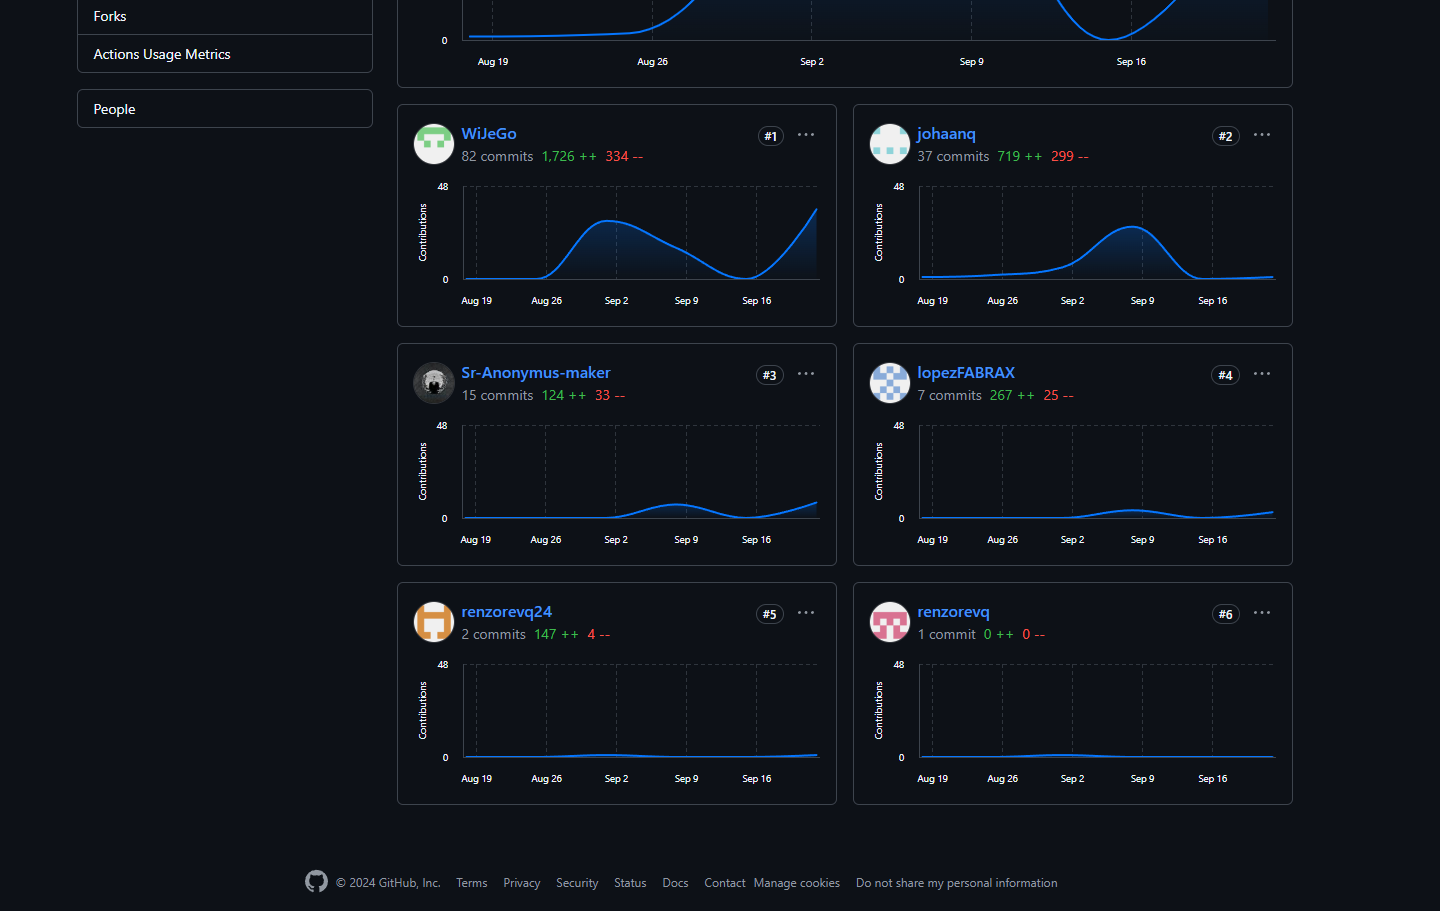 Forks
Actions Usage Metrics
People
0
Aug 19 Aug 26 Sep 2 Sep 9 Sep 16
WiJeGo #1
82 commits 1,726 ++ 334 --
48
Contributions
0
Aug 19 Aug 26 Sep 2 Sep 9 Sep 16
johaanq #2
37 commits 719 ++ 299 --
48
Contributions
0
Aug 19 Aug 26 Sep 2 Sep 9 Sep 16
Sr-Anonymus-maker #3
15 commits 124 ++ 33 --
48
Contributions
0
Aug 19 Aug 26 Sep 2 Sep 9 Sep 16
lopezFABRAX #4
7 commits 267 ++ 25 --
48
Contributions
0
Aug 19 Aug 26 Sep 2 Sep 9 Sep 16
renzorevq24 #5
2 commits 147 ++ 4 --
48
Contributions
0
Aug 19 Aug 26 Sep 2 Sep 9 Sep 16
renzorevq #6
1 commit 0 ++ 0 --
48
Contributions
0
Aug 19 Aug 26 Sep 2 Sep 9 Sep 16
© 2024 GitHub, Inc. Terms Privacy Security Status Docs Contact Manage cookies Do not share my personal information